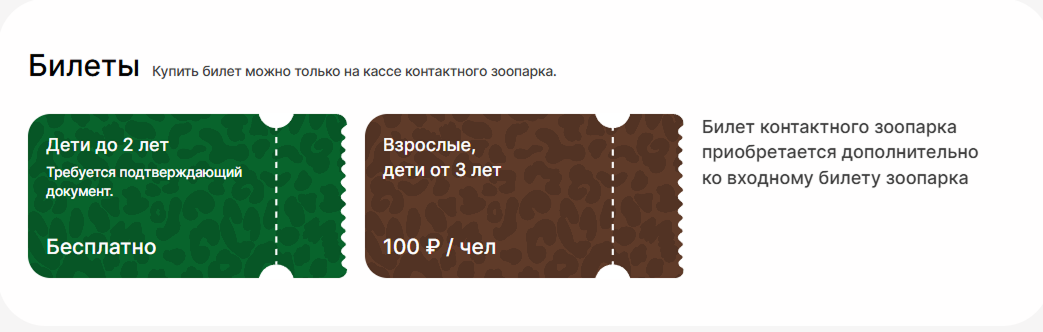 Билеты Купить билет можно только на кассе контактного зоопарка.
Дети до 2 лет
Требуется подтверждающий
документ.
Бесплатно
Взрослые,
дети от 3 лет
100 ₽ / чел
Билет контактного зоопарка
приобретается дополнительно
ко входному билету зоопарка